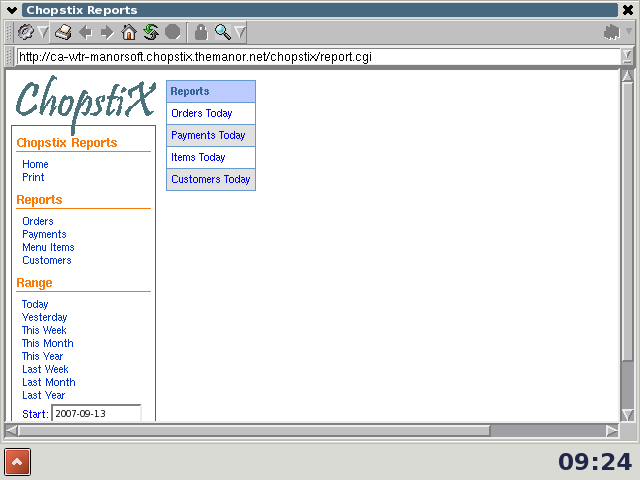 Chopstix Reports
http://ca-wtr-manorsoft.chopstix.themanor.net/chopstix/report.cgi
ChopstiX
Chopstix Reports
Home
Print
Reports
Orders
Payments
Menu Items
Customers
Range
Today
Yesterday
This Week
This Month
This Year
Last Week
Last Month
Last Year
Start: 2007-09-13
Reports
Orders Today
Payments Today
Items Today
Customers Today
09:24